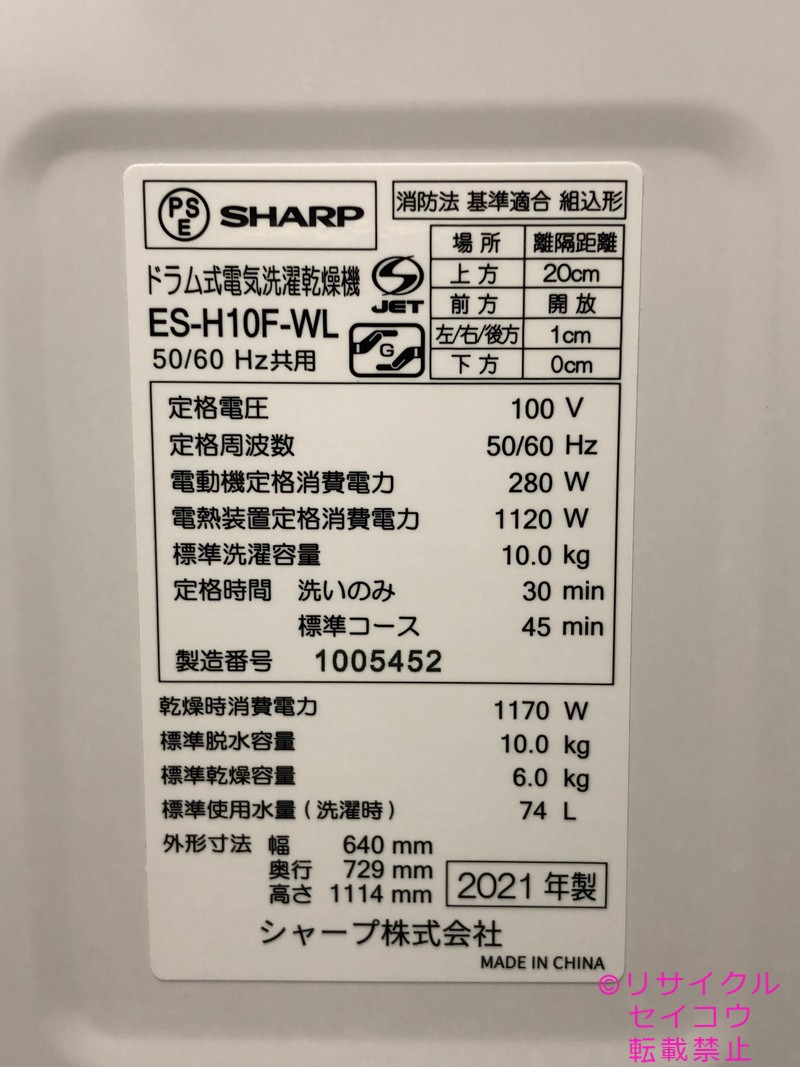 PSE SHARP
消防法 基準適合 組込形
場所 離隔距離
上方 20cm
前方 開放
左/右/後方 1cm
下方 0cm
ドラム式電気洗濯乾燥機
S JET
ES-H10F-WL
50/60 Hz共用
G
定格電圧 100 V
定格周波数 50/60 Hz
電動機定格消費電力 280 W
電熱装置定格消費電力 1120 W
標準洗濯容量 10.0 kg
定格時間 洗いのみ 30 min
標準コース 45 min
製造番号 1005452
乾燥時消費電力 1170 W
標準脱水容量 10.0 kg
標準乾燥容量 6.0 kg
標準使用水量(洗濯時) 74 L
外形寸法 幅 640 mm
奥行 729 mm
高さ 1114 mm
2021年製
シャープ株式会社
MADE IN CHINA
©リサイクル
セイコウ
転載禁止